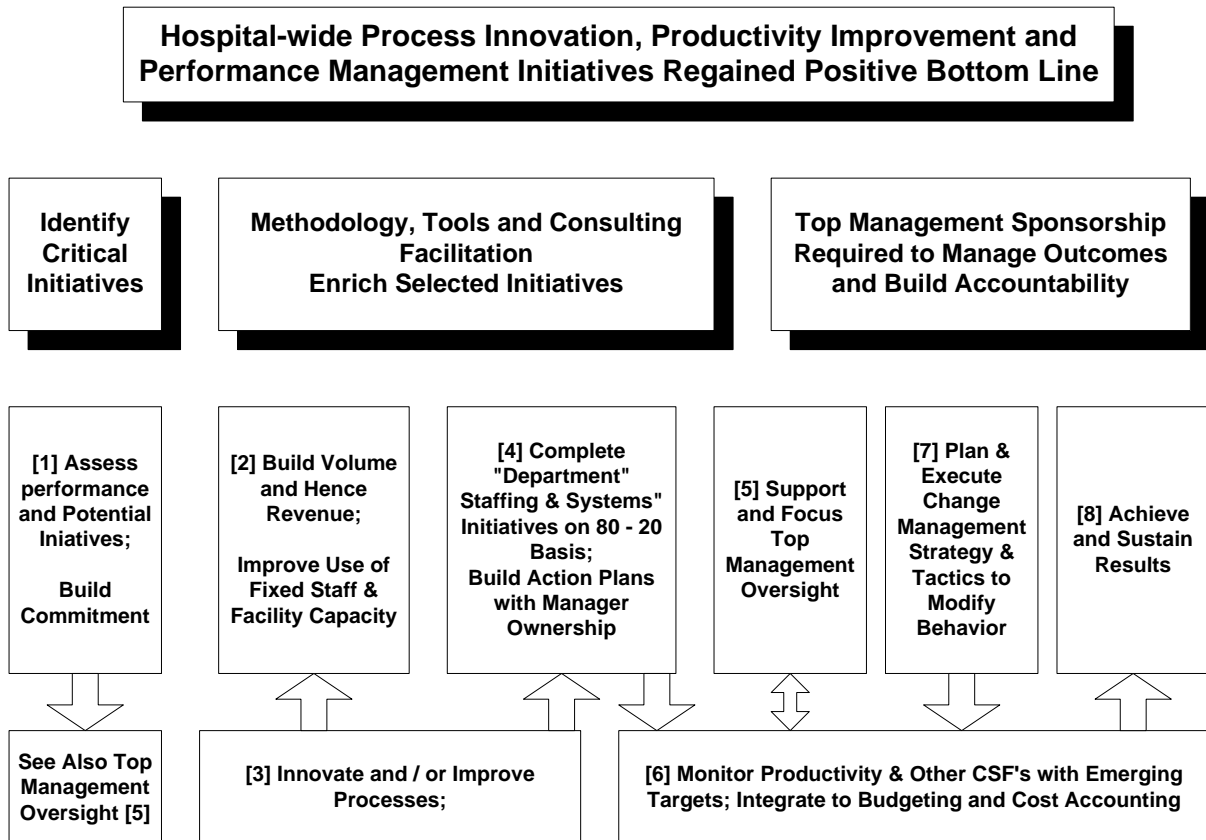 Hospital-wide Process Innovation, Productivity Improvement and
Performance Management Initiatives Regained Positive Bottom Line
Identify
Critical
Initiatives
Methodology, Tools and Consulting
Facilitation
Enrich Selected Initiatives
Top Management Sponsorship
Required to Manage Outcomes
and Build Accountability
[1] Assess
performance
and Potential
Iniatives;
Build
Commitment
[2] Build Volume
and Hence
Revenue;
Improve Use of
Fixed Staff &
Facility Capacity
[4] Complete
"Department"
Staffing & Systems"
Initiatives on 80 - 20
Basis;
Build Action Plans
with Manager
Ownership
[5] Support
and Focus
Top
Management
Oversight
[7] Plan &
Execute
Change
Management
Strategy &
Tactics to
Modify
Behavior
[8] Achieve
and Sustain
Results
See Also Top
Management
Oversight [5]
[3] Innovate and / or Improve
Processes;
[6] Monitor Productivity & Other CSF's with Emerging
Targets; Integrate to Budgeting and Cost Accounting